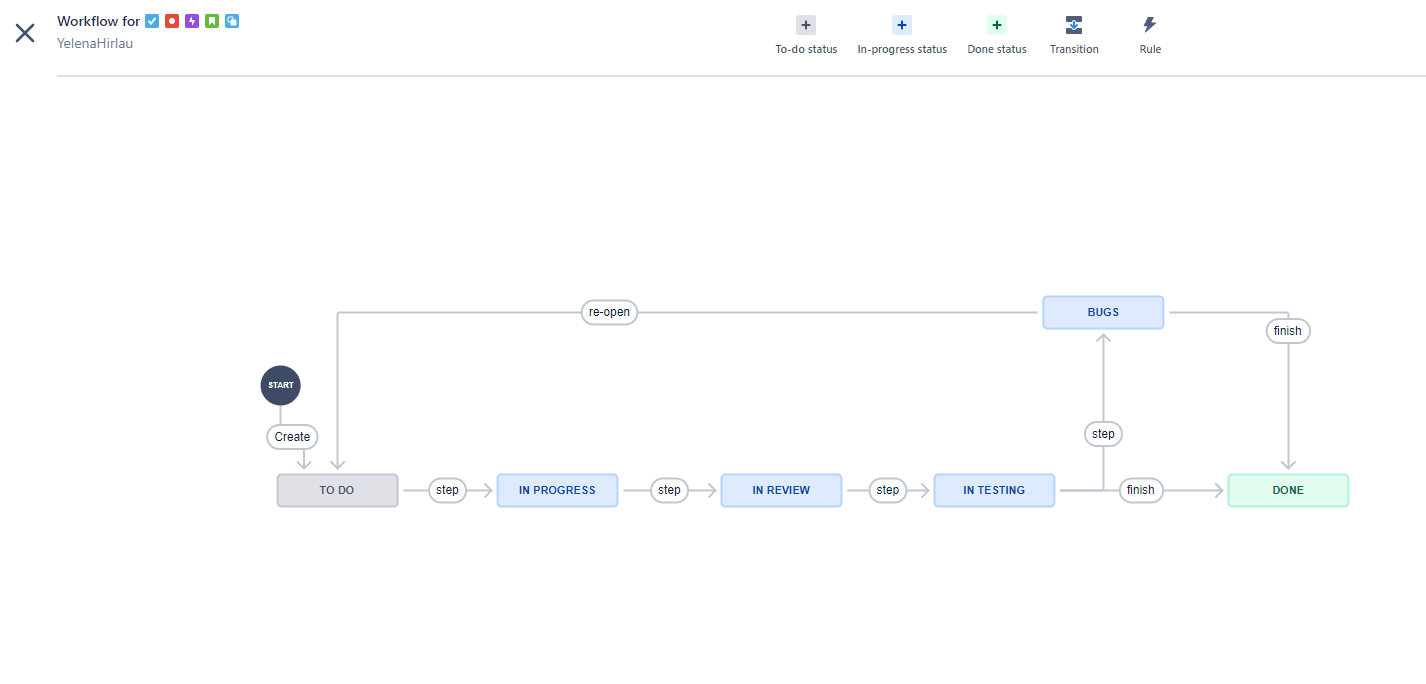 Workflow for
YelenaHirlau
To-do status
In-progress status
Done status
Transition
Rule
re-open
BUGS
finish
START
Create
step
TO DO
step
IN PROGRESS
step
IN REVIEW
step
IN TESTING
finish
DONE